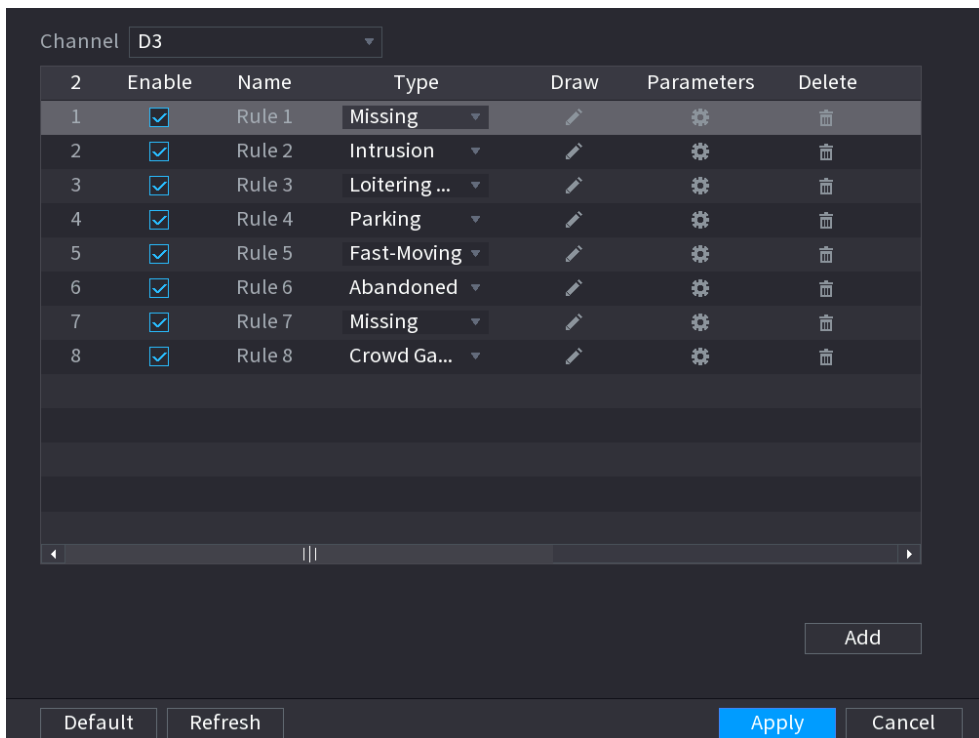 Channel D3
2 Enable Name Type Draw Parameters Delete
1 Rule 1 Missing
2 Rule 2 Intrusion
3 Rule 3 Loitering ...
4 Rule 4 Parking
5 Rule 5 Fast-Moving
6 Rule 6 Abandoned
7 Rule 7 Missing
8 Rule 8 Crowd Ga...
Add
Default Refresh Apply Cancel